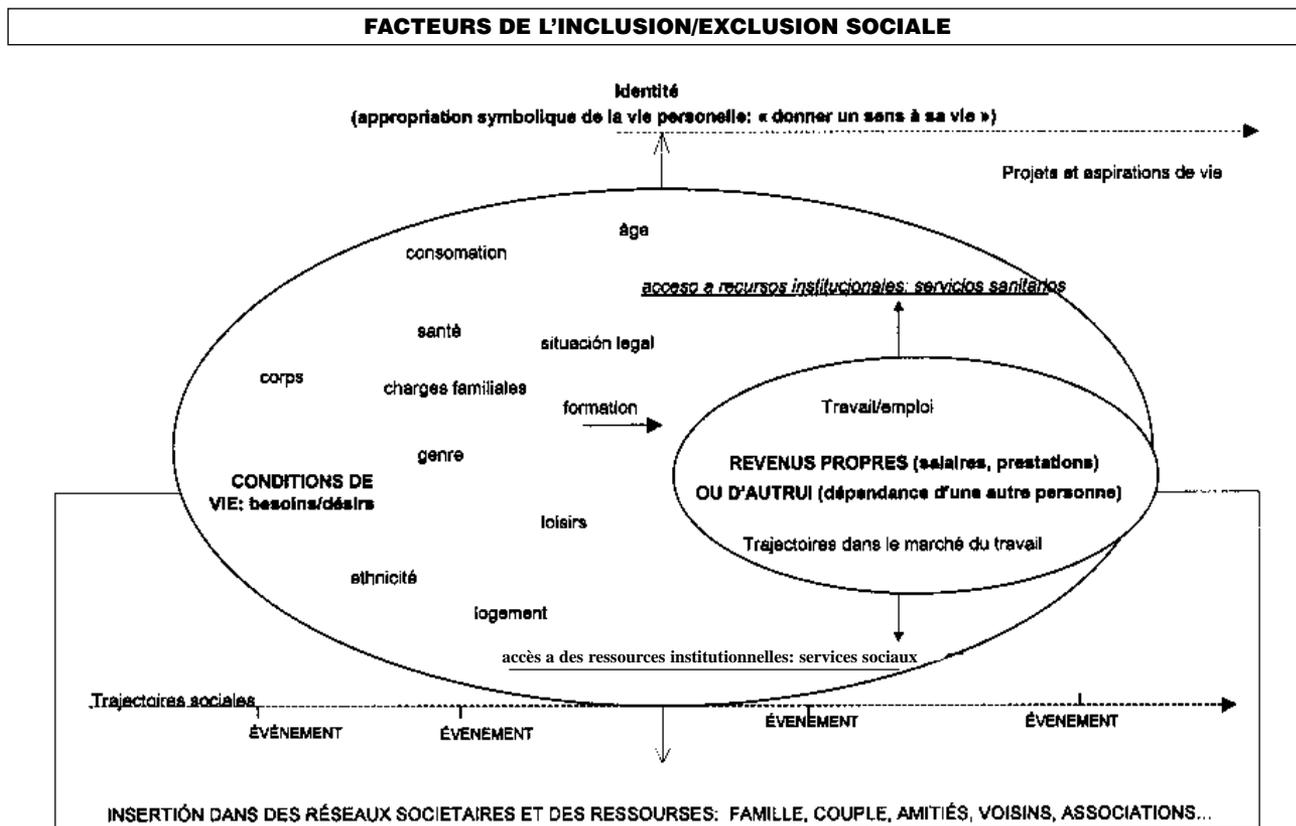 FACTEURS DE L'INCLUSION/EXCLUSION SOCIALE
Identité
(appropriation symbolique de la vie personelle: « donner un sens à sa vie »)
Projets et aspirations de vie
âge
consomation
acceso a recursos institucionales: servicios sanitarios
santé
situación legal
corps
charges familiales
formation
Travail/emploi
genre
REVENUS PROPRES (salaires, prestations)
CONDITIONS DE
VIE: besoins/désirs
OU D'AUTRUI (dépendance d'une autre personne)
loisirs
Trajectoires dans le marché du travail
ethnicité
logement
accès a des ressources institutionnelles: services sociaux
Trajectoires sociales
ÉVÉNEMENT
ÉVENEMENT
ÉVENEMENT
ÉVENEMENT
INSERTIÓN DANS DES RÉSEAUX SOCIETAIRES ET DES RESSOURSES: FAMILLE, COUPLE, AMITIÉS, VOISINS, ASSOCIATIONS...